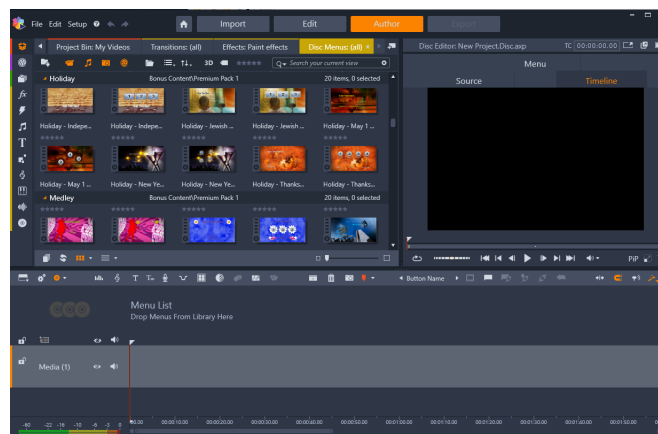 File Edit Setup
Import Edit Author Export
Project Bin: My Videos Transitions: (all) Effects: Paint effects Disc Menus: (all) ×
Disc Editor: New Project.Disc.axp TC 00:00:00.00
3D Search your current view
Menu
Source Timeline
Holiday Bonus Content\Premium Pack 1 20 items, 0 selected
Holiday - Indepe... Holiday - Indepe... Holiday - Jewish ... Holiday - Jewish ... Holiday - May 1 ...
Holiday - May 1 ... Holiday - New Ye... Holiday - New Ye... Holiday - Thanks... Holiday - Thanks...
Medley Bonus Content\Premium Pack 1 20 items, 0 selected
PiP
Button Name
Menu List
Drop Menus From Library Here
Media (1)
-60 -22 -16 -10 -6 -3 0 00:00:10.00 00:00:20.00 00:00:30.00 00:00:40.00 00:00:50.00 00:01:00.00 00:01:10.00 00:01:20.00 00:01:30.00 00:01:40.00 00:01:50.00